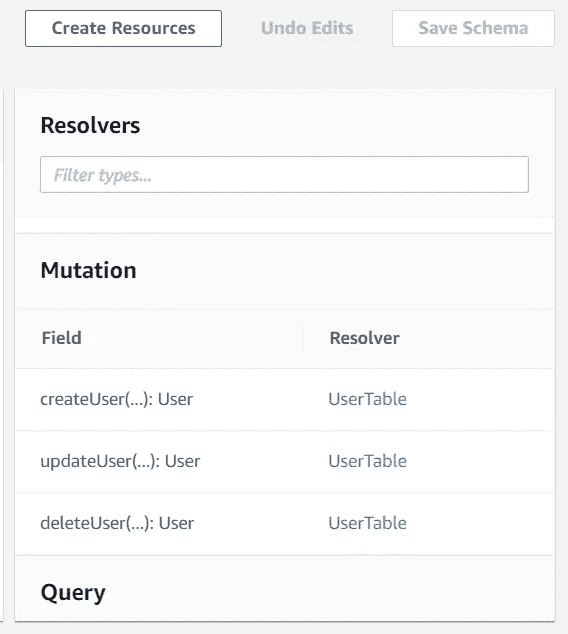 Create Resources Undo Edits Save Schema
Resolvers
Filter types...
Mutation
Field Resolver
createUser(...): User UserTable
updateUser(...): User UserTable
deleteUser(...): User UserTable
Query